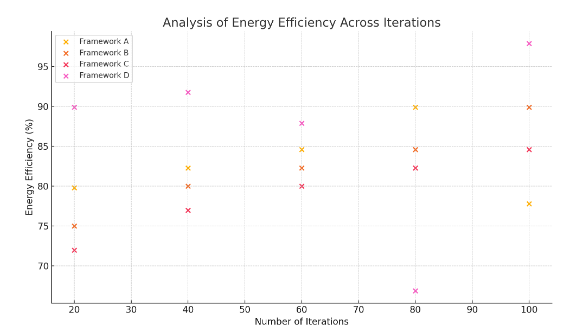 Analysis of Energy Efficiency Across Iterations
Framework A
Framework B
Framework C
Framework D
Energy Efficiency (%)
95
90
85
80
75
70
20 30 40 50 60 70 80 90 100
Number of Iterations